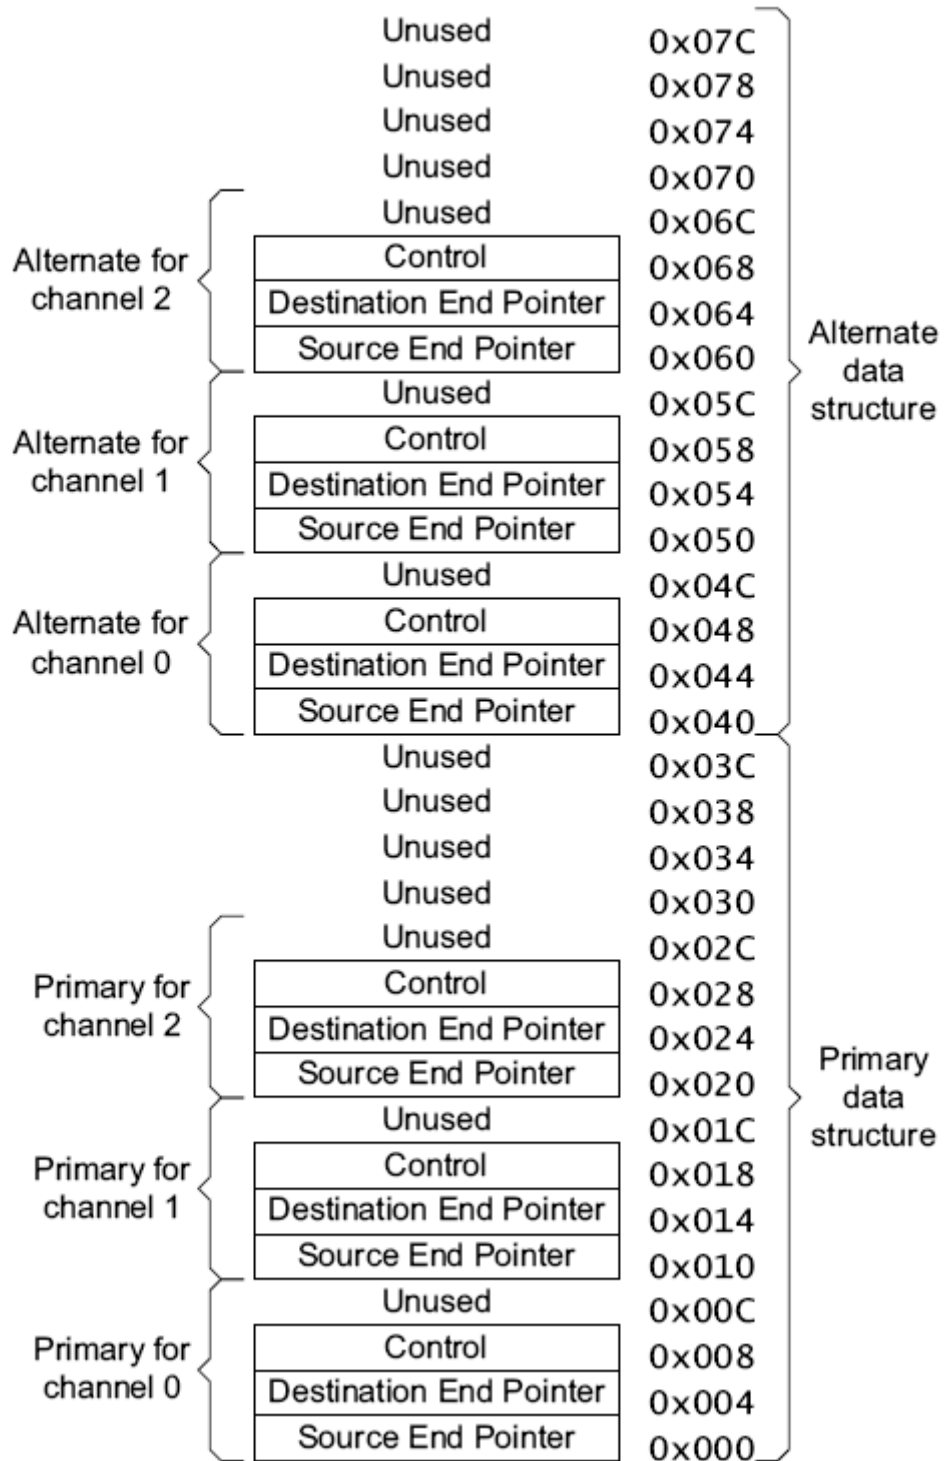 Unused 0x07C
Unused 0x078
Unused 0x074
Unused 0x070
Unused 0x06C
Alternate for
channel 2
Control 0x068
Destination End Pointer 0x064
Source End Pointer 0x060
Alternate
data
structure
Unused 0x05C
Alternate for
channel 1
Control 0x058
Destination End Pointer 0x054
Source End Pointer 0x050
Unused 0x04C
Alternate for
channel 0
Control 0x048
Destination End Pointer 0x044
Source End Pointer 0x040
Unused 0x03C
Unused 0x038
Unused 0x034
Unused 0x030
Unused 0x02C
Primary for
channel 2
Control 0x028
Destination End Pointer 0x024
Source End Pointer 0x020
Primary
data
structure
Unused 0x01C
Primary for
channel 1
Control 0x018
Destination End Pointer 0x014
Source End Pointer 0x010
Unused 0x00C
Primary for
channel 0
Control 0x008
Destination End Pointer 0x004
Source End Pointer 0x000